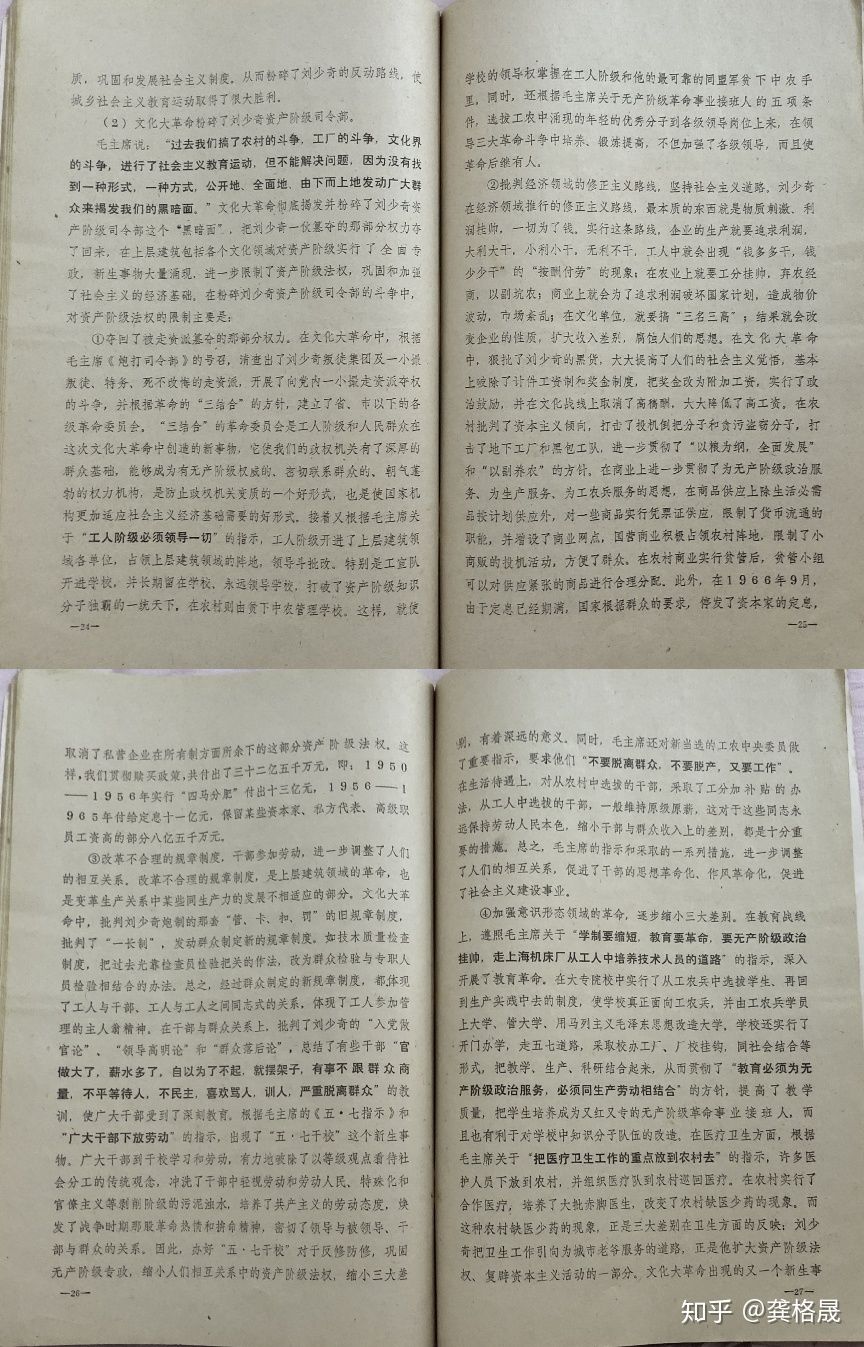 质，巩固和发展社会主义制度。从而粉碎了刘少奇的反动路线，使
城乡社会主义教育运动取得了很大胜利。
（2）文化大革命粉碎了刘少奇资产阶级司令部。
毛主席说：“过去我们搞了农村的斗争，工厂的斗争，文化界
的斗争，进行了社会主义教育运动，但不能解决问题，因为没有找
到一种形式，一种方式，公开地、全面地、由下而上地发动广大群
众来揭发我们的黑暗面。”文化大革命彻底揭发并粉碎了刘少奇资
产阶级司令部这个“黑暗面”，把刘少奇一伙篡夺的那部分权力夺
了回来，在上层建筑包括各个文化领域对资产阶级实行了全面专
政，新生事物大量涌现，进一步限制了资产阶级法权，巩固和加强
了社会主义的经济基础。在粉碎刘少奇资产阶级司令部的斗争中，
对资产阶级法权的限制主要是：
①夺回了被走资派篡夺的那部分权力。在文化大革命中，根据
毛主席《炮打司令部》的号召，清查出了刘少奇叛徒集团及一小撮
叛徒、特务、死不改悔的走资派，开展了向党内一小撮走资派夺权
的斗争，并根据革命的“三结合”的方针，建立了省、市以下的各
级革命委员会。“三结合”的革命委员会是工人阶级和人民群众在
这次文化大革命中创造的新事物，它使我们的政权机关有了深厚的
群众基础，能够成为有无产阶级权威的、密切联系群众的、朝气蓬
勃的权力机构，是防止政权机关变质的一个好形式，也是使国家机
构更加适应社会主义经济基础需要的好形式。接着又根据毛主席关
于“工人阶级必须领导一切”的指示，工人阶级开进了上层建筑领
域各单位，占领上层建筑领域的阵地，领导斗批改。特别是工宣队
开进学校，并长期留在学校、永远领导学校，打破了资产阶级知识
分子独霸的一统天下。在农村则由贫下中农管理学校。这样，就使
—24—
学校的领导权掌握在工人阶级和他的最可靠的同盟军贫下中农手
里。同时，还根据毛主席关于无产阶级革命事业接班人的五项条
件，选拔工农中涌现的年轻的优秀分子到各级领导岗位上来，在领
导三大革命斗争中培养、锻炼提高，不但加强了各级领导，而且使
革命后继有人。
②批判经济领域的修正主义路线，坚持社会主义道路。刘少奇
在经济领域推行的修正主义路线，最本质的东西就是物质刺激、利
润挂帅，一切为了钱。实行这条路线，企业的生产就要追求利润，
大利大干，小利小干，无利不干，工人中就会出现“钱多多干，钱
少少干”的“按酬付劳”的现象；在农业上就要工分挂帅，弃农经
商，以副坑农；商业上就会为了追求利润破坏国家计划，造成物价
波动，市场紊乱；在文化单位，就要搞“三名三高”；结果就会改
变企业的性质，扩大收入差别，腐蚀人们的思想。在文化大革命
中，狠批了刘少奇的黑货，大大提高了人们的社会主义觉悟，基本
上破除了计件工资制和奖金制度，把奖金改为附加工资，实行了政
治鼓励，并在文化战线上取消了高稿酬，大大降低了高工资。在农
村批判了资本主义倾向，打击了投机倒把分子和贪污盗窃分子，打
击了地下工厂和黑包工队，进一步贯彻了“以粮为纲，全面发展”
和“以副养农”的方针。在商业上进一步贯彻了为无产阶级政治服
务、为生产服务、为工农兵服务的思想，在商品供应上除生活必需
品按计划供应外，对一些商品实行凭票证供应，限制了货币流通的
职能，并增设了商业网点，国营商业积极占领农村阵地，限制了小
商贩的投机活动，方便了群众。在农村商业实行贫管后，贫管小组
可以对供应紧张的商品进行合理分配。此外，在1966年9月，
由于定息已经期满，国家根据群众的要求，停发了资本家的定息，
—25—
取消了私营企业在所有制方面所余下的这部分资产阶级法权。这
样，我们贯彻赎买政策，共付出了三十二亿五千万元，即：1950
——1956年实行“四马分肥”付出十三亿元，1956——1
965年付给定息十一亿元，保留某些资本家、私方代表、高级职
员工资高的部分八亿五千万元。
③改革不合理的规章制度，干部参加劳动，进一步调整了人们
的相互关系。改革不合理的规章制度，是上层建筑领域的革命，也
是变革生产关系中某些同生产力的发展不相适应的部分。文化大革
命中，批判刘少奇炮制的那套“管、卡、扣、罚”的旧规章制度，
批判了“一长制”，发动群众制定新的规章制度。如技术质量检查
制度，把过去光靠检查员检验把关的作法，改为群众检验与专职人
员检验相结合的办法。总之，经过群众制定的新规章制度，都体现
了工人与干部、工人与工人之间同志式的关系，体现了工人参加管
理的主人翁精神。在干部与群众关系上，批判了刘少奇的“入党做
官论”、“领导高明论”和“群众落后论”，总结了有些干部“官
做大了，薪水多了，自以为了不起，就摆架子，有事不跟群众商
量，不平等待人，不民主，喜欢骂人，训人，严重脱离群众”的教
训，使广大干部受到了深刻教育。根据毛主席的《五·七指示》和
“广大干部下放劳动”的指示，出现了“五·七干校”这个新生事
物。广大干部到干校学习和劳动，有力地破除了以等级观点看待社
会分工的传统观念，冲洗了干部中轻视劳动和劳动人民、特殊化和
官僚主义等剥削阶级的污泥浊水，培养了共产主义的劳动态度，焕
发了战争时期那股革命热情和拚命精神，密切了领导与被领导、干
部与群众的关系。因此，办好“五·七干校”对于反修防修，巩固
无产阶级专政，缩小人们相互关系中的资产阶级法权，缩小三大差
—26—
别，有着深远的意义。同时，毛主席还对新当选的工农中央委员做
了重要指示，要求他们“不要脱离群众，不要脱产，又要工作”。
在生活待遇上，对从农村中选拔的干部，采取了工分加补贴的办
法，从工人中选拔的干部，一般维持原级原薪，这对于这些同志永
远保持劳动人民本色，缩小干部与群众收入上的差别，都是十分重
要的措施。总之，毛主席的指示和采取的一系列措施，进一步调整
了人们的相互关系，促进了干部的思想革命化、作风革命化，促进
了社会主义建设事业。
④加强意识形态领域的革命，逐步缩小三大差别。在教育战线
上，遵照毛主席关于“学制要缩短，教育要革命，要无产阶级政治
挂帅，走上海机床厂从工人中培养技术人员的道路”的指示，深入
开展了教育革命。在大专院校中实行了从工农兵中选拔学生、再回
到生产实践中去的制度，使学校真正面向工农兵，并由工农兵学员
上大学、管大学、用马列主义毛泽东思想改造大学。学校还实行了
开门办学，走五七道路，采取校办工厂、厂校挂钩，同社会结合等
形式，把教学、生产、科研结合起来，从而贯彻了“教育必须为无
产阶级政治服务，必须同生产劳动相结合”的方针，提高了教学
质量，把学生培养成为又红又专的无产阶级革命事业接班人，而
且也有利于对学校中知识分子队伍的改造。在医疗卫生方面，根据
毛主席关于“把医疗卫生工作的重点放到农村去”的指示，许多医
护人员下放到农村，并组织医疗队到农村巡回医疗。在农村实行了
合作医疗，培养了大批赤脚医生，改变了农村缺医少药的现象。而
这种农村缺医少药的现象，正是三大差别在卫生方面的反映；刘少
奇把卫生工作引向为城市老爷服务的道路，正是他扩大资产阶级法
权、复辟资本主义活动的一部分。文化大革命出现的又一个新生事
—27—
知乎 @龚格晟